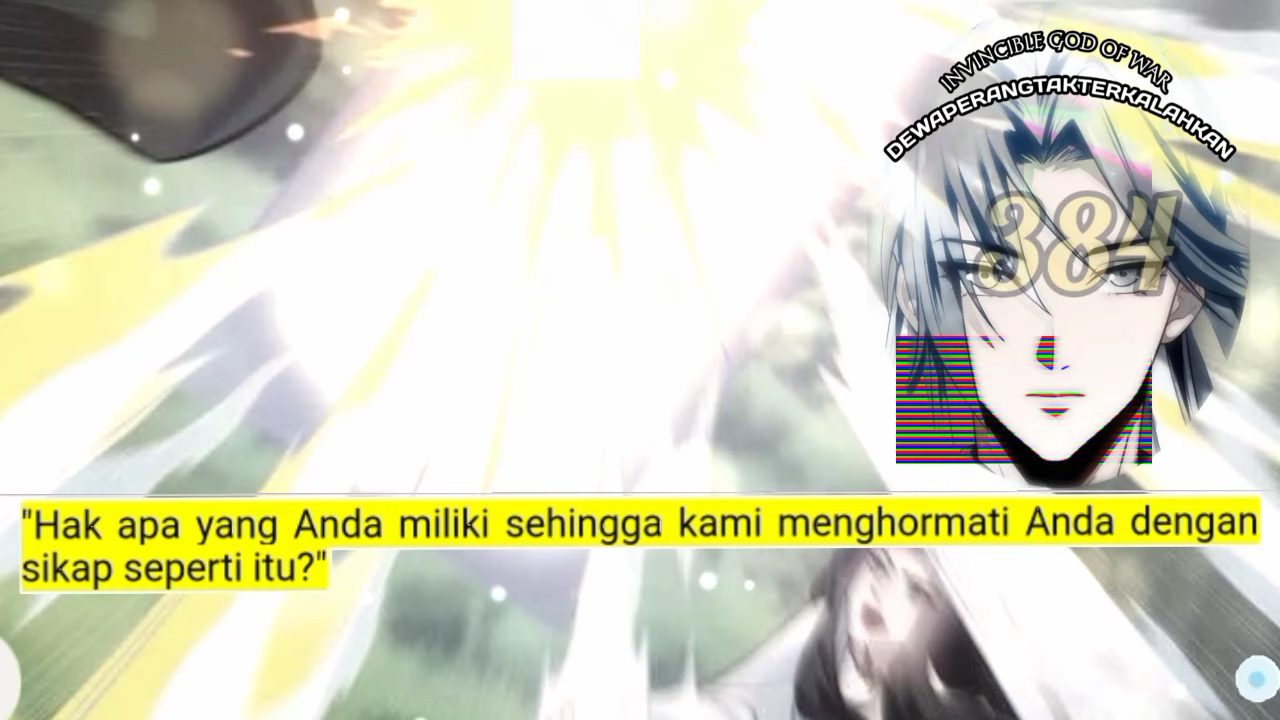 INVINCIBLE GOD OF WAR
DEWAPERANGTAKTERKALAHKAN
384
"Hak apa yang Anda miliki sehingga kami menghormati Anda dengan
sikap seperti itu?"